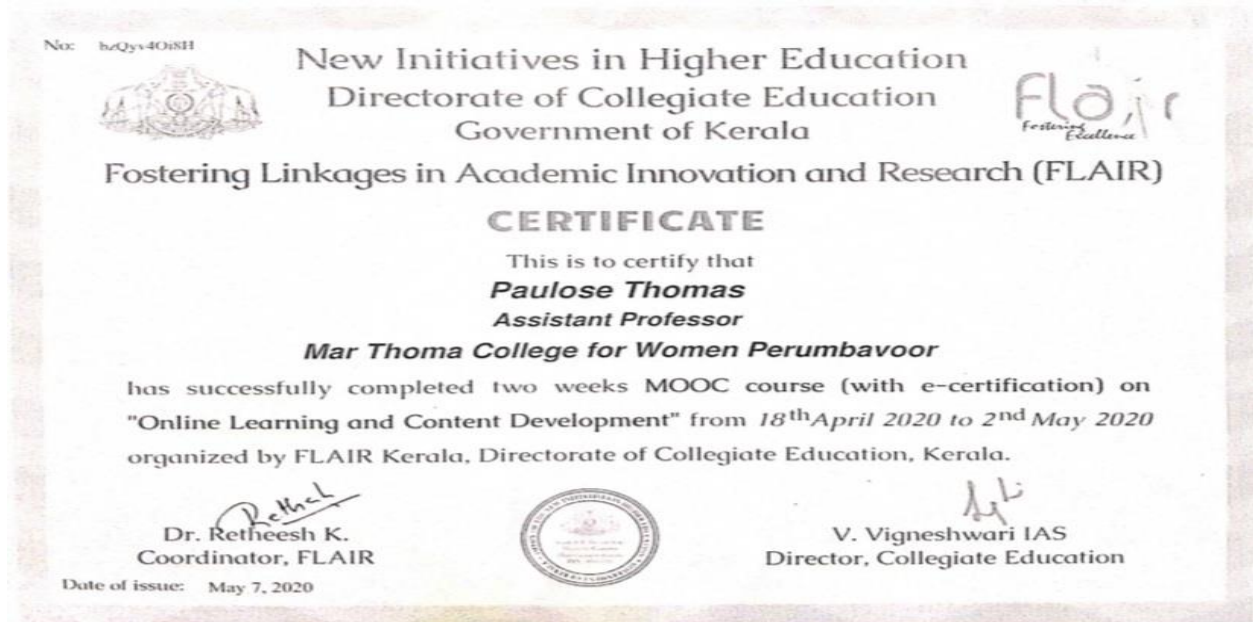 No: hzQyv4Oi8H
New Initiatives in Higher Education
Directorate of Collegiate Education
Government of Kerala
Flair
Fostering
Excellence
Fostering Linkages in Academic Innovation and Research (FLAIR)
CERTIFICATE
This is to certify that
Paulose Thomas
Assistant Professor
Mar Thoma College for Women Perumbavoor
has successfully completed two weeks MOOC course (with e-certification) on
"Online Learning and Content Development" from 18th April 2020 to 2nd May 2020
organized by FLAIR Kerala, Directorate of Collegiate Education, Kerala.
Dr. Retheesh K.
Coordinator, FLAIR
V. Vigneshwari IAS
Director, Collegiate Education
Date of issue: May 7, 2020